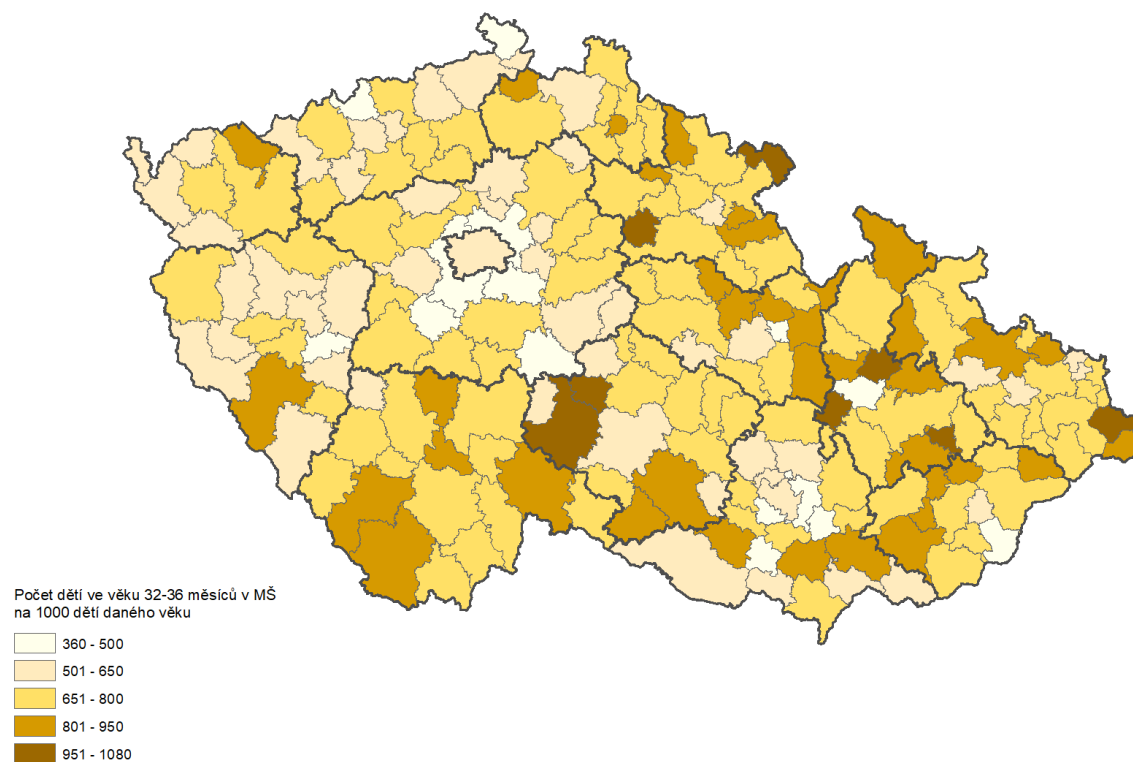 Počet dětí ve věku 32-36 měsíců v MŠ
na 1000 dětí daného věku
360 - 500
501 - 650
651 - 800
801 - 950
951 - 1080